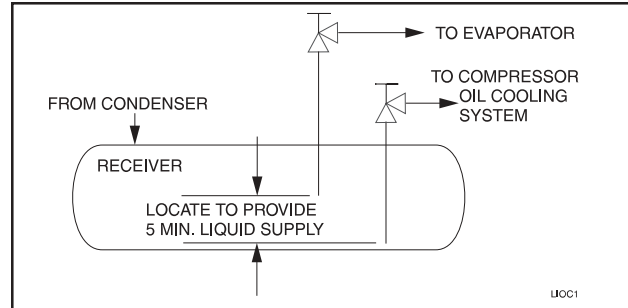 TO EVAPORATOR
TO COMPRESSOR
OIL COOLING
SYSTEM
FROM CONDENSER
RECEIVER
LOCATE TO PROVIDE
5 MIN. LIQUID SUPPLY
LIOC1